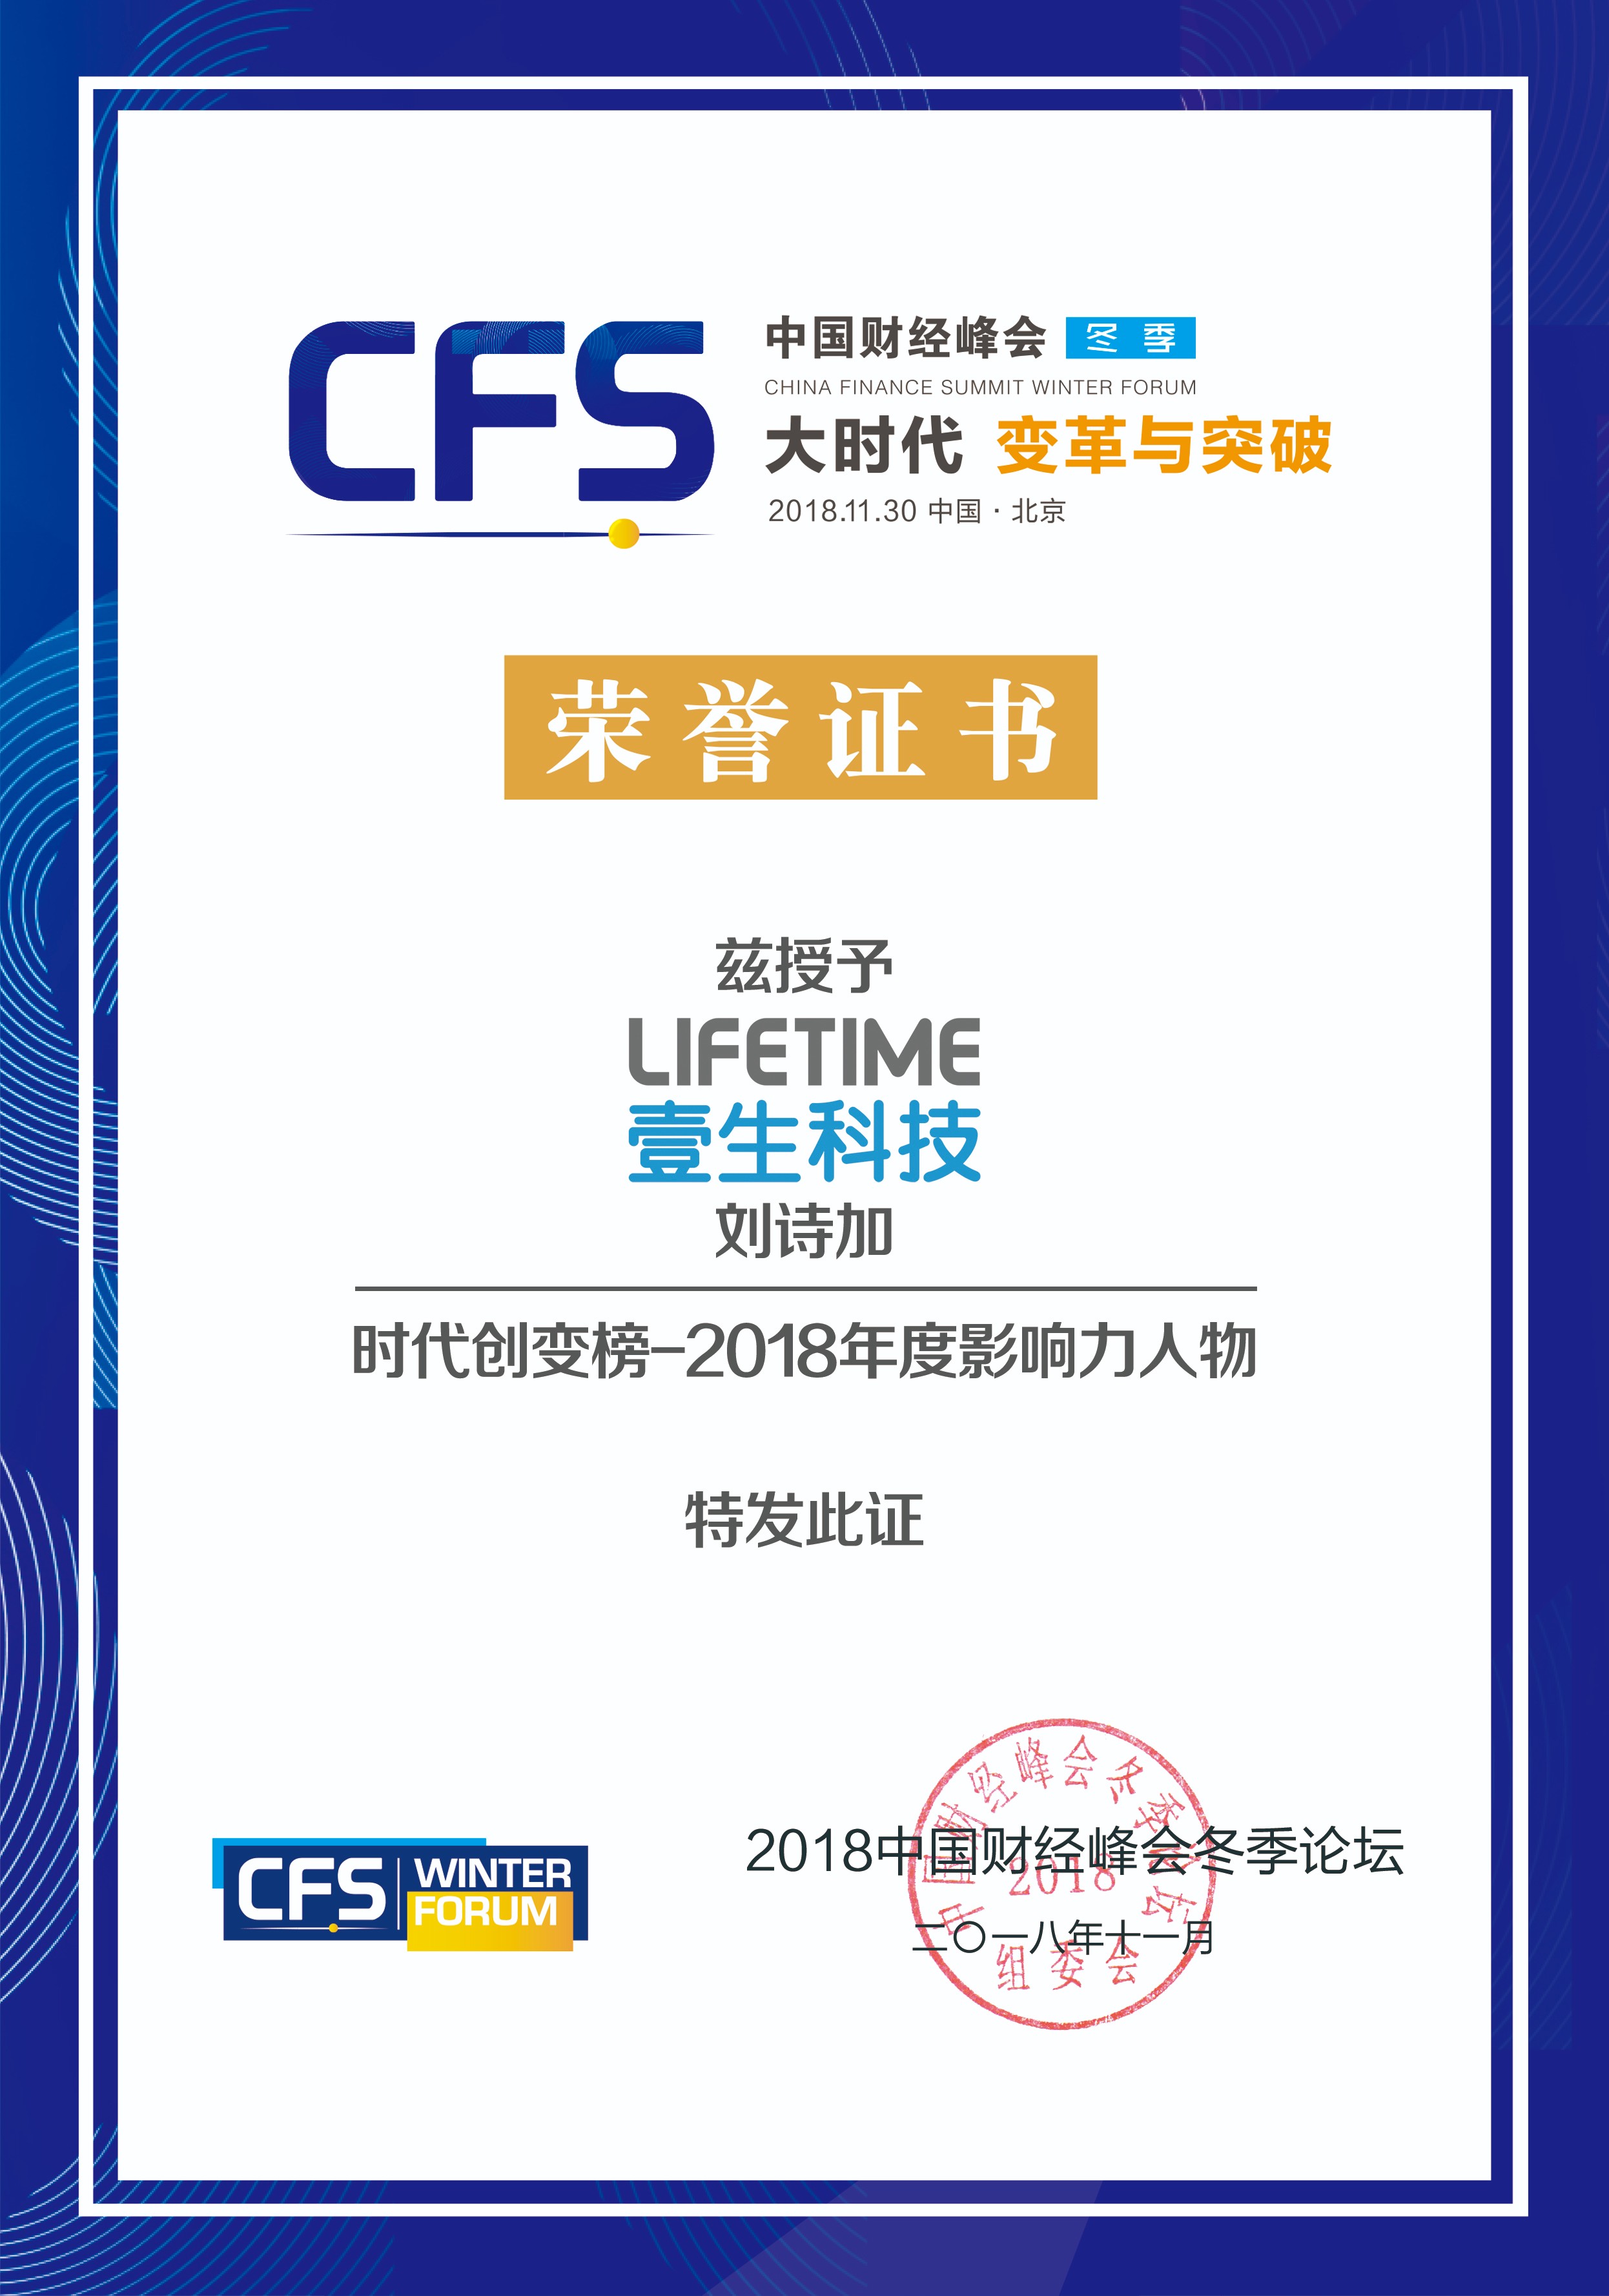 CFS
中国财经峰会 冬季
CHINA FINANCE SUMMIT WINTER FORUM
大时代 变革与突破
2018.11.30 中国·北京
荣誉证书
兹授予
LIFETIME
壹生科技
刘诗加
时代创变榜-2018年度影响力人物
特发此证
CFS WINTER
FORUM
2018中国财经峰会冬季论坛
二〇一八年十一月
中国财经峰会冬季论坛
2018
组委会